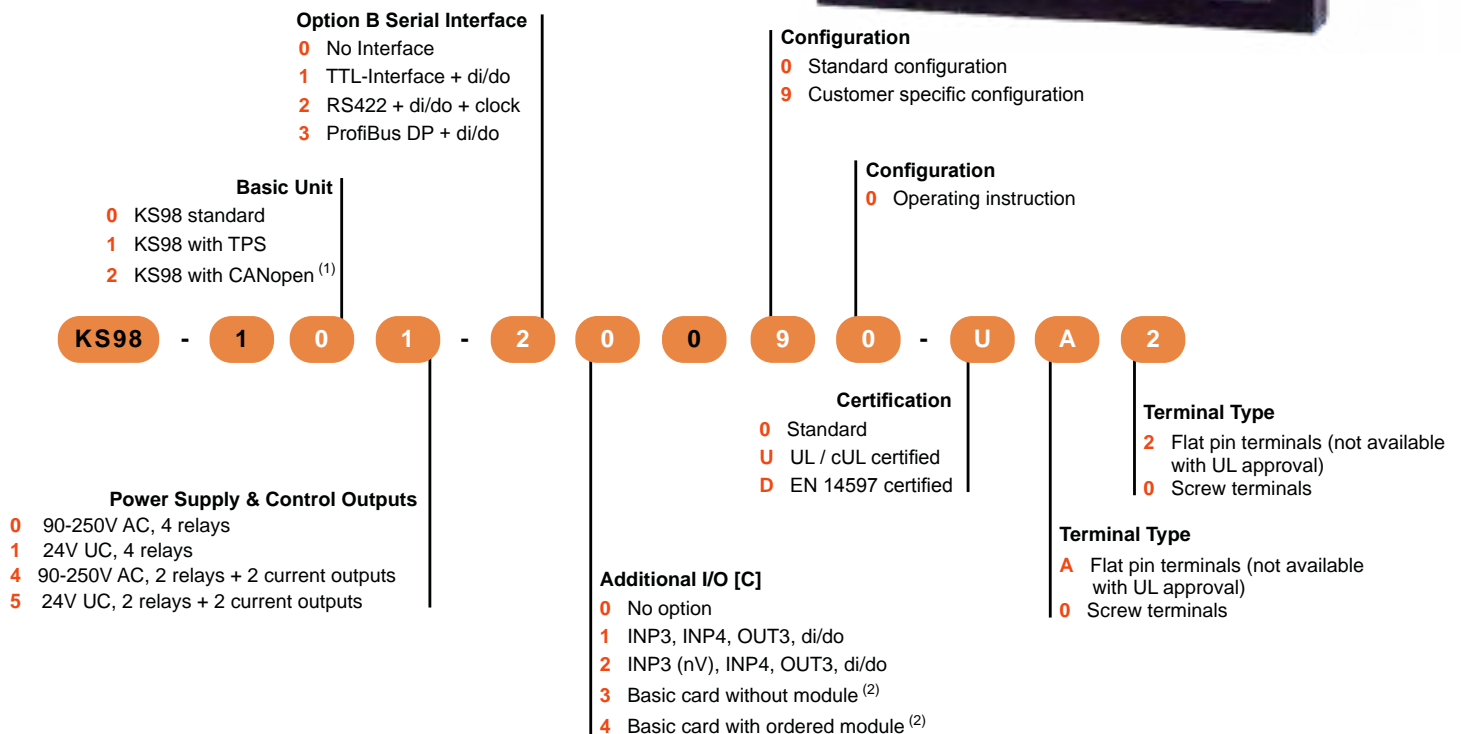 Option B Serial Interface
0 No Interface
1 TTL-Interface + di/do
2 RS422 + di/do + clock
3 ProfiBus DP + di/do
Configuration
0 Standard configuration
9 Customer specific configuration
Configuration
0 Operating instruction
Basic Unit
0 KS98 standard
1 KS98 with TPS
2 KS98 with CANopen (1)
KS98 - 1 0 1 - 2 0 0 9 0 - U A 2
Power Supply & Control Outputs
0 90-250V AC, 4 relays
1 24V UC, 4 relays
4 90-250V AC, 2 relays + 2 current outputs
5 24V UC, 2 relays + 2 current outputs
Additional I/O [C]
0 No option
1 INP3, INP4, OUT3, di/do
2 INP3 (nV), INP4, OUT3, di/do
3 Basic card without module (2)
4 Basic card with ordered module (2)
Certification
0 Standard
U UL / cUL certified
D EN 14597 certified
Terminal Type
2 Flat pin terminals (not available
with UL approval)
0 Screw terminals
Terminal Type
A Flat pin terminals (not available
with UL approval)
0 Screw terminals